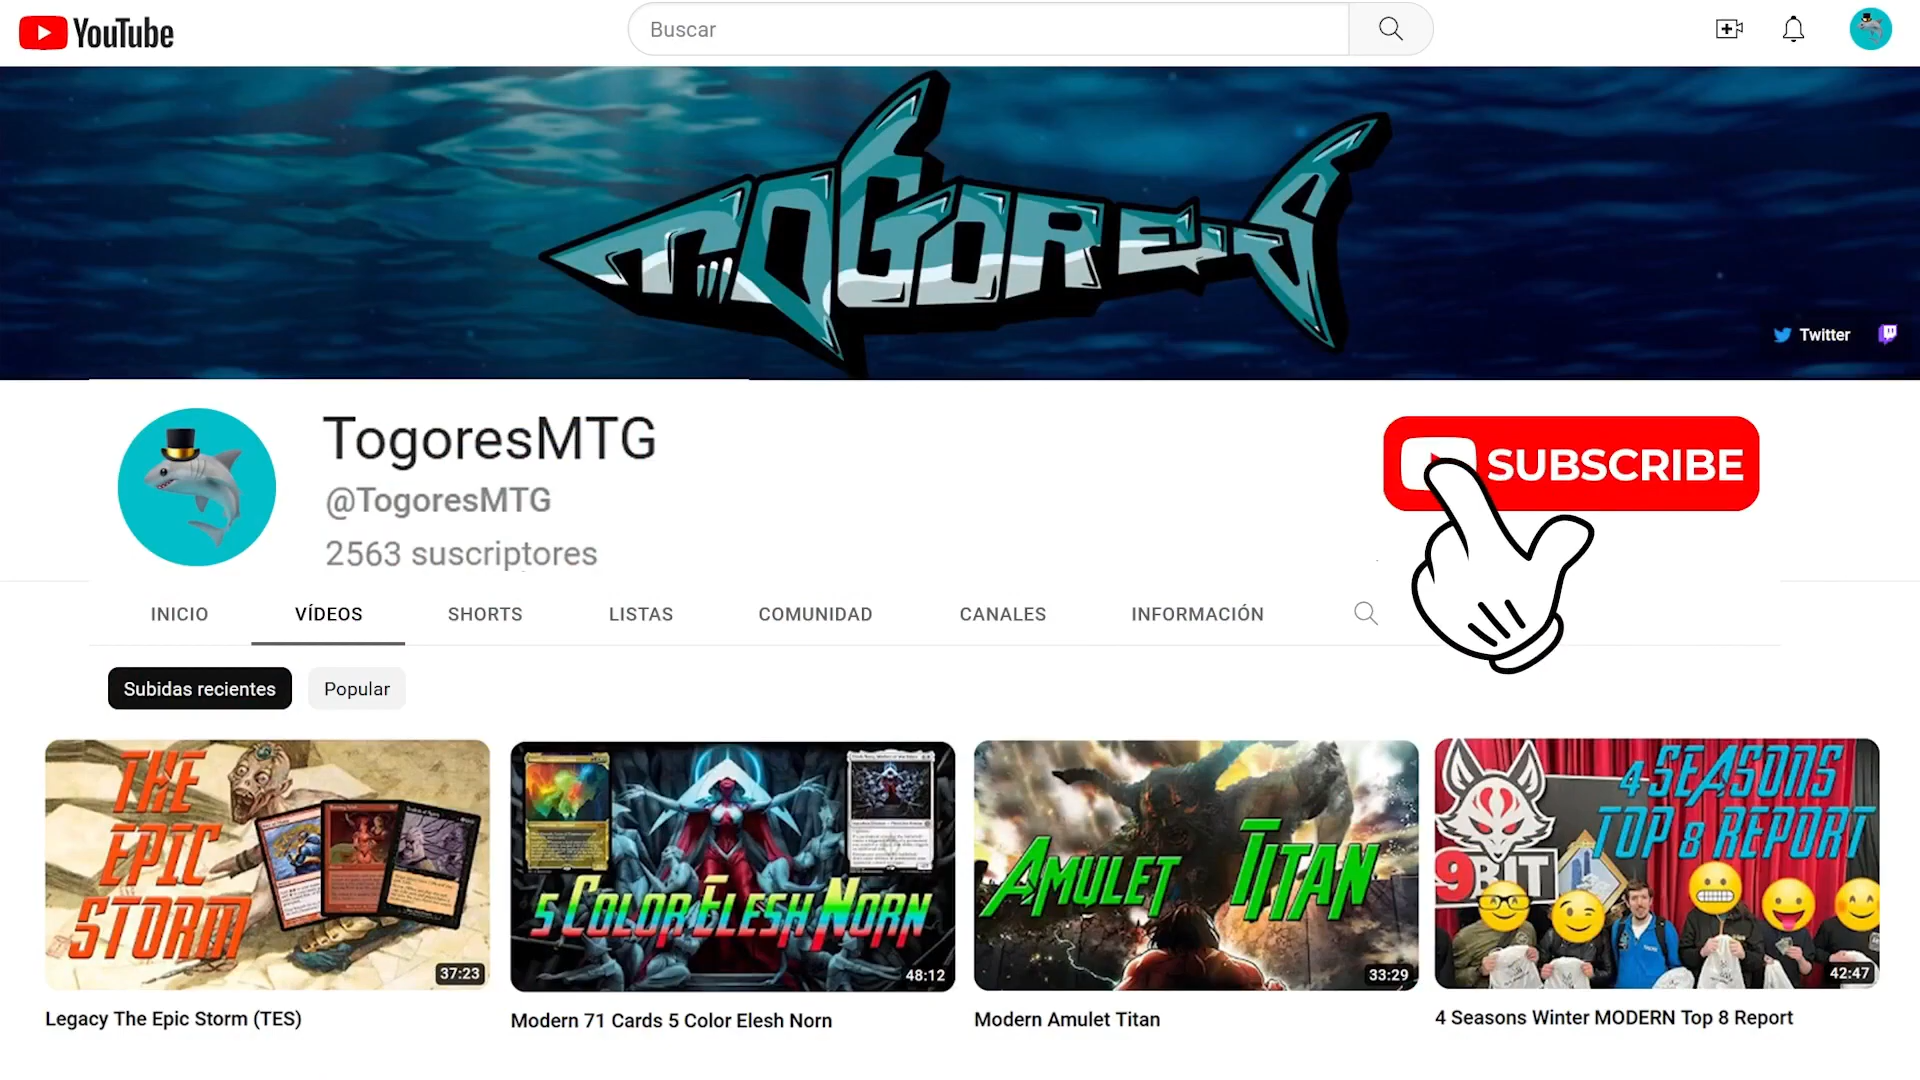 YouTube
Buscar
TOGORES
Twitter
TogoresMTG
@TogoresMTG
2563 suscriptores
SUBSCRIBE
INICIO
VÍDEOS
SHORTS
LISTAS
COMUNIDAD
CANALES
INFORMACIÓN
Subidas recientes
Popular
THE
EPIC
STORM
37:23
5 COLOR ELESH NORN
48:12
AMULET TITAN
33:29
4 SEASONS
TOP 8 REPORT
9BIT
42:47
Legacy The Epic Storm (TES)
Modern 71 Cards 5 Color Elesh Norn
Modern Amulet Titan
4 Seasons Winter MODERN Top 8 Report